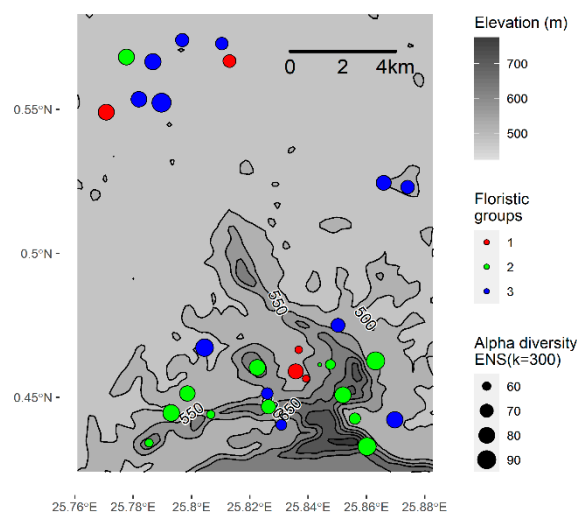 Elevation (m)
700
600
500
Floristic
groups
1
2
3
Alpha diversity
ENS(k=300)
60
70
80
90
0 2 4km
0.55°N
0.5°N
0.45°N
550
500
550
550
25.76°E 25.78°E 25.8°E 25.82°E 25.84°E 25.86°E 25.88°E